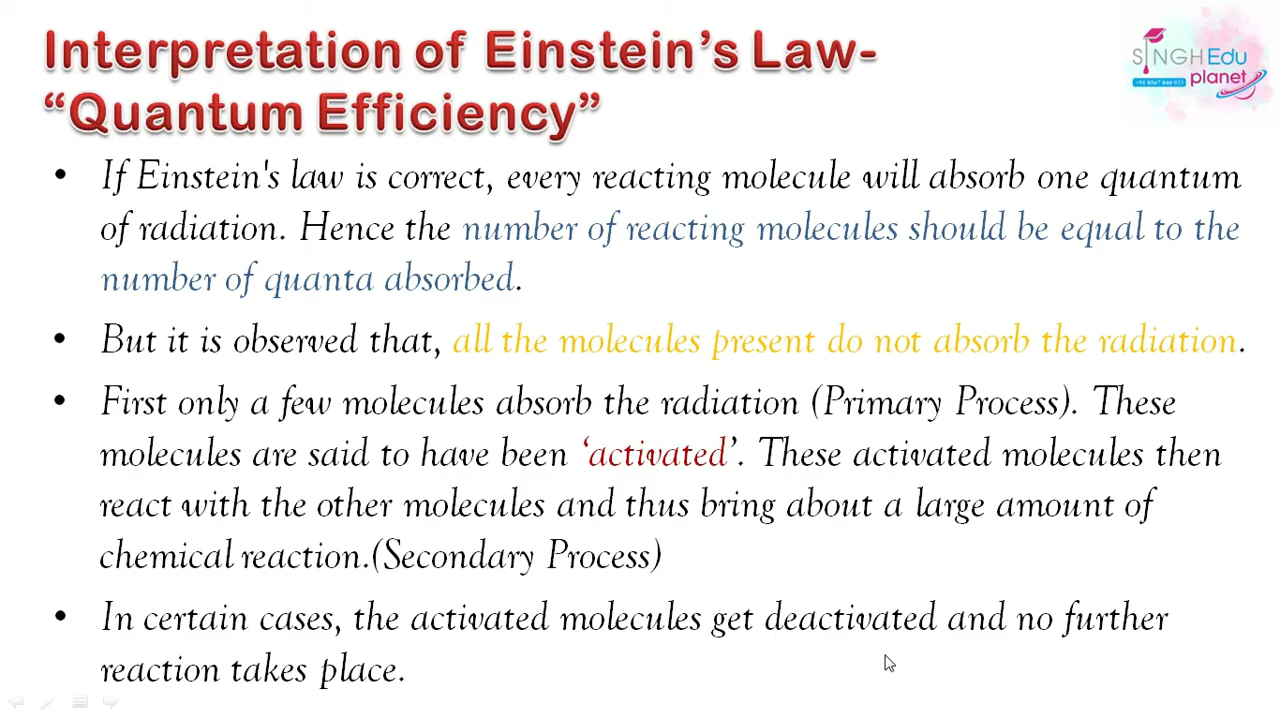 Interpretation of Einstein’s Law-
“Quantum Efficiency”
SINGH Edu
planet
• If Einstein's law is correct, every reacting molecule will absorb one quantum
of radiation. Hence the number of reacting molecules should be equal to the
number of quanta absorbed.
• But it is observed that, all the molecules present do not absorb the radiation.
• First only a few molecules absorb the radiation (Primary Process). These
molecules are said to have been ‘activated’. These activated molecules then
react with the other molecules and thus bring about a large amount of
chemical reaction.(Secondary Process)
• In certain cases, the activated molecules get deactivated and no further
reaction takes place.